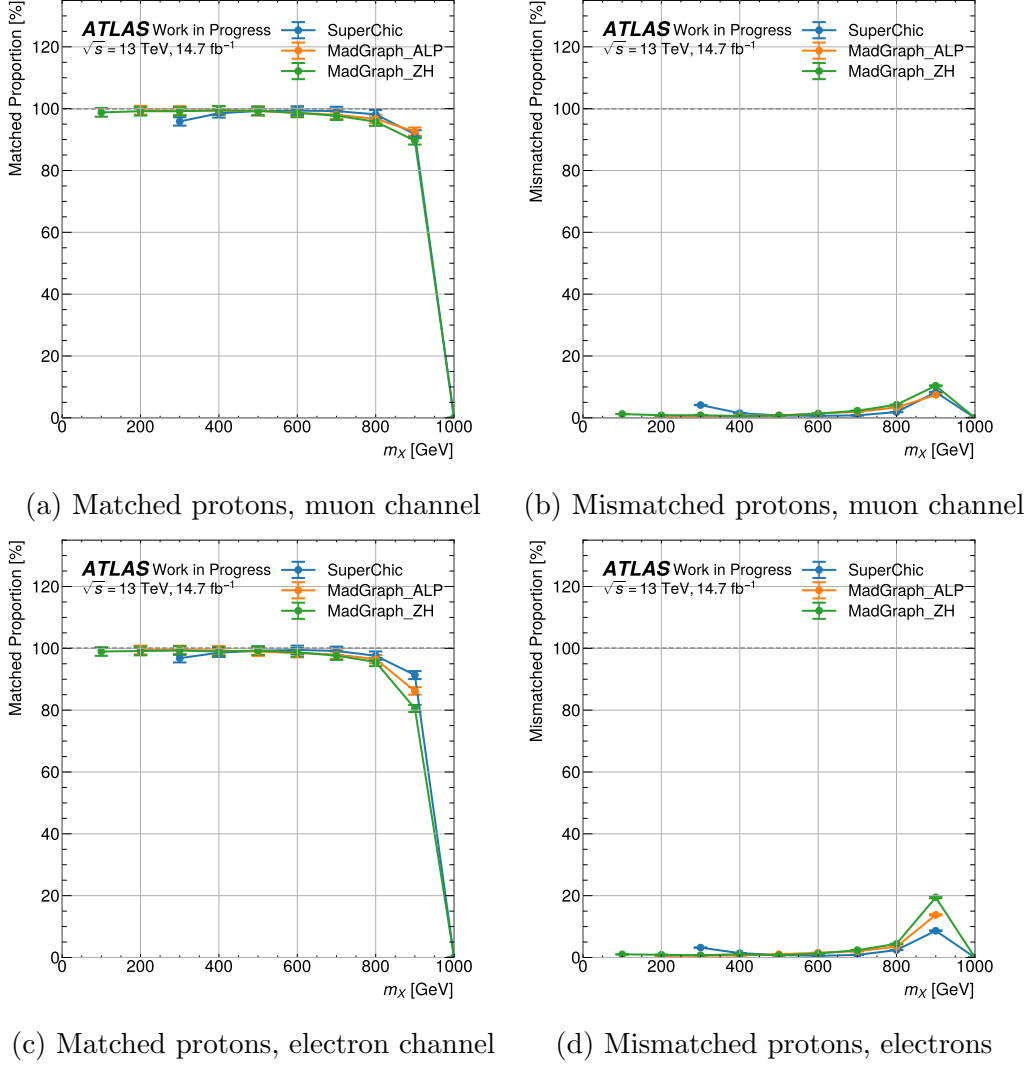 ATLAS Work in Progress
√s = 13 TeV, 14.7 fb⁻¹
SuperChic
MadGraph_ALP
MadGraph_ZH
Matched Proportion [%]
120
100
80
60
40
20
0
0 200 400 600 800 1000
m_X [GeV]
(a) Matched protons, muon channel
ATLAS Work in Progress
√s = 13 TeV, 14.7 fb⁻¹
SuperChic
MadGraph_ALP
MadGraph_ZH
Mismatched Proportion [%]
120
100
80
60
40
20
0
0 200 400 600 800 1000
m_X [GeV]
(b) Mismatched protons, muon channel
ATLAS Work in Progress
√s = 13 TeV, 14.7 fb⁻¹
SuperChic
MadGraph_ALP
MadGraph_ZH
Matched Proportion [%]
120
100
80
60
40
20
0
0 200 400 600 800 1000
m_X [GeV]
(c) Matched protons, electron channel
ATLAS Work in Progress
√s = 13 TeV, 14.7 fb⁻¹
SuperChic
MadGraph_ALP
MadGraph_ZH
Mismatched Proportion [%]
120
100
80
60
40
20
0
0 200 400 600 800 1000
m_X [GeV]
(d) Mismatched protons, electrons